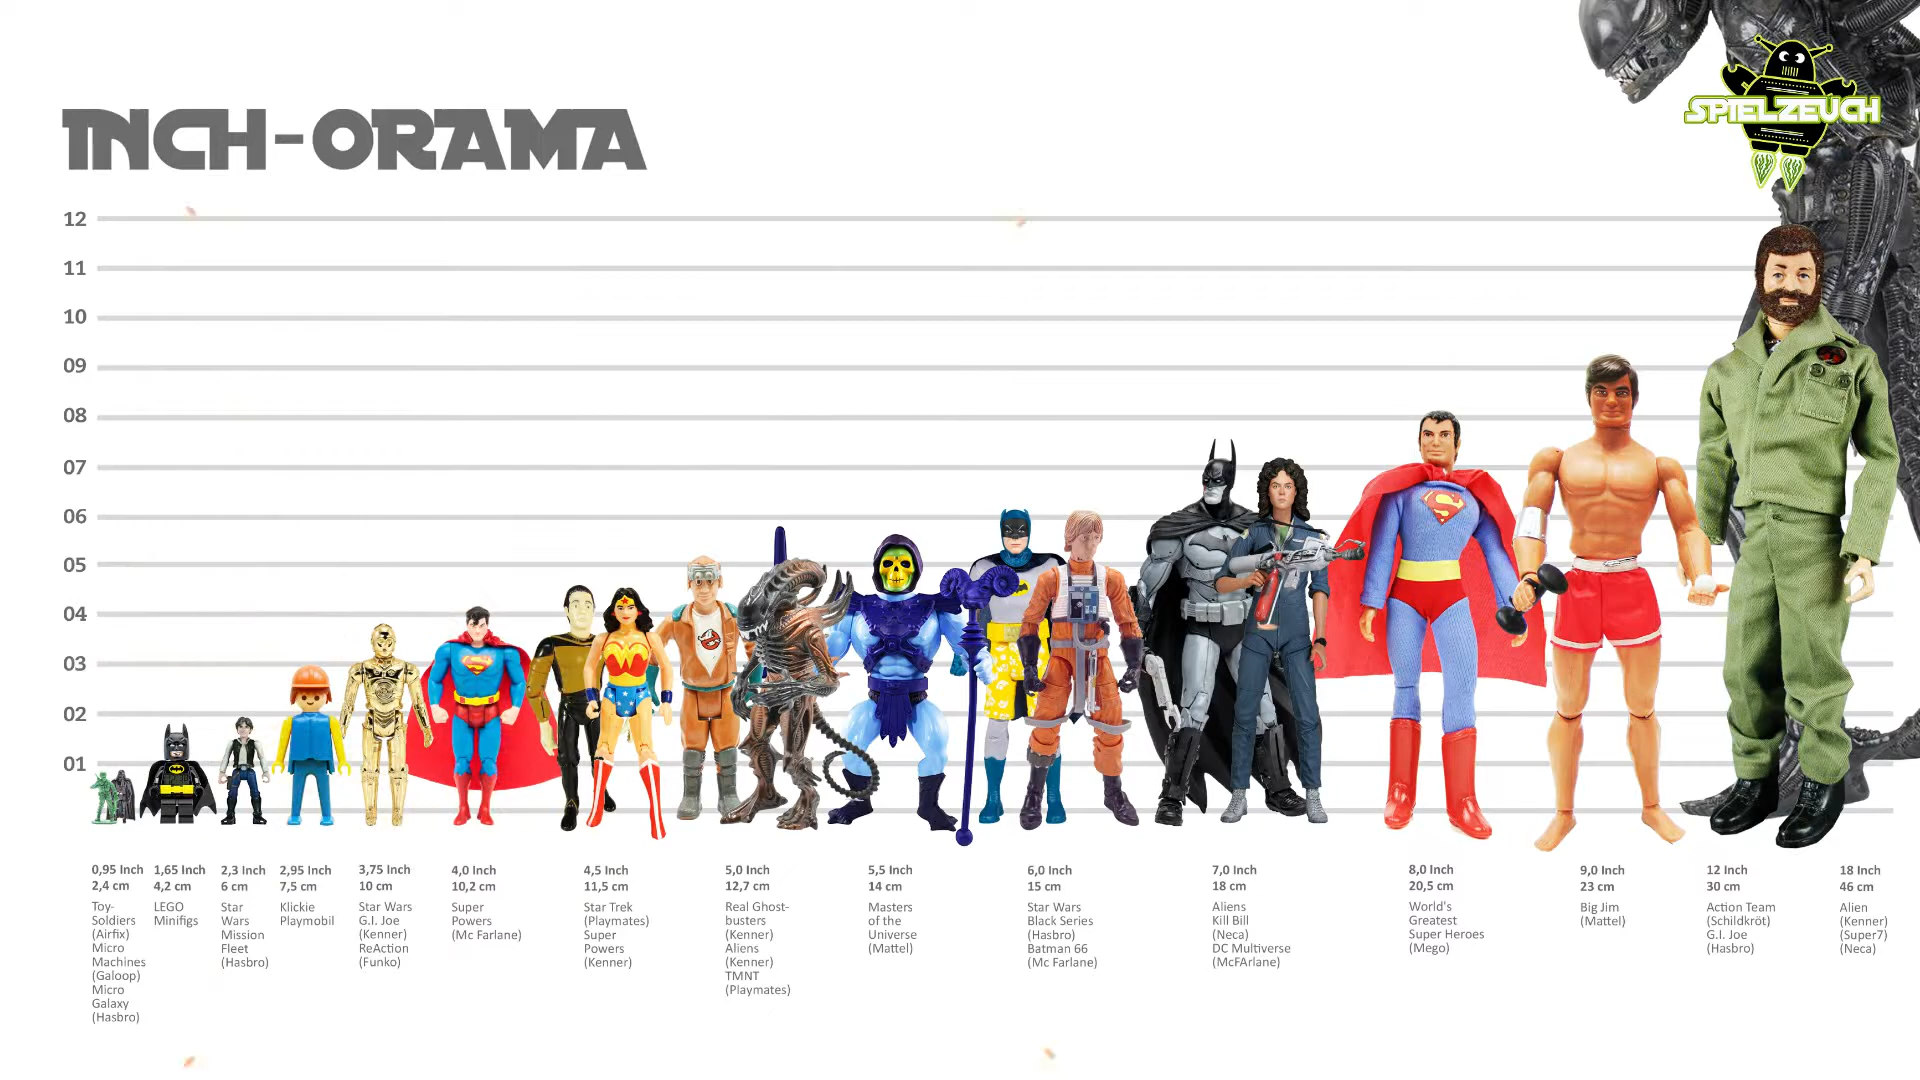 INCH-ORAMA
SPIELZEUCH
12
11
10
09
08
07
06
05
04
03
02
01
0,95 Inch
2,4 cm
Toy-
Soldiers
(Airfix)
Micro
Machines
(Galoop)
Micro
Galaxy
(Hasbro)
1,65 Inch
4,2 cm
LEGO
Minifigs
2,3 Inch
6 cm
Star
Wars
Mission
Fleet
(Hasbro)
2,95 Inch
7,5 cm
Klickie
Playmobil
3,75 Inch
10 cm
Star Wars
G.I. Joe
(Kenner)
ReAction
(Funko)
4,0 Inch
10,2 cm
Super
Powers
(Mc Farlane)
4,5 Inch
11,5 cm
Star Trek
(Playmates)
Super
Powers
(Kenner)
5,0 Inch
12,7 cm
Real Ghost-
busters
(Kenner)
Aliens
(Kenner)
TMNT
(Playmates)
5,5 Inch
14 cm
Masters
of the
Universe
(Mattel)
6,0 Inch
15 cm
Star Wars
Black Series
(Hasbro)
Batman 66
(Mc Farlane)
7,0 Inch
18 cm
Aliens
Kill Bill
(Neca)
DC Multiverse
(McFArlane)
8,0 Inch
20,5 cm
World's
Greatest
Super Heroes
(Mego)
9,0 Inch
23 cm
Big Jim
(Mattel)
12 Inch
30 cm
Action Team
(Schildkröt)
G.I. Joe
(Hasbro)
18 Inch
46 cm
Alien
(Kenner)
(Super7)
(Neca)